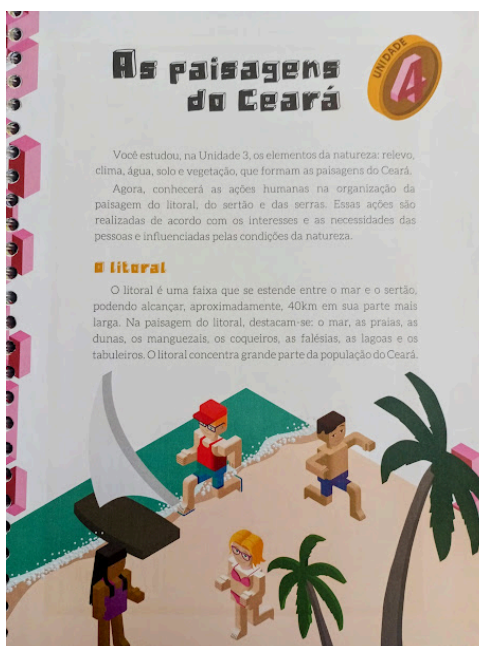 As paisagens
do Ceará
UNIDADE
4
Você estudou, na Unidade 3, os elementos da natureza: relevo,
clima, água, solo e vegetação, que formam as paisagens do Ceará.
Agora, conhecerá as ações humanas na organização da
paisagem do litoral, do sertão e das serras. Essas ações são
realizadas de acordo com os interesses e as necessidades das
pessoas e influenciadas pelas condições da natureza.
O litoral
O litoral é uma faixa que se estende entre o mar e o sertão,
podendo alcançar, aproximadamente, 40km em sua parte mais
larga. Na paisagem do litoral, destacam-se: o mar, as praias, as
dunas, os manguezais, os coqueiros, as falésias, as lagoas e os
tabuleiros. O litoral concentra grande parte da população do Ceará.